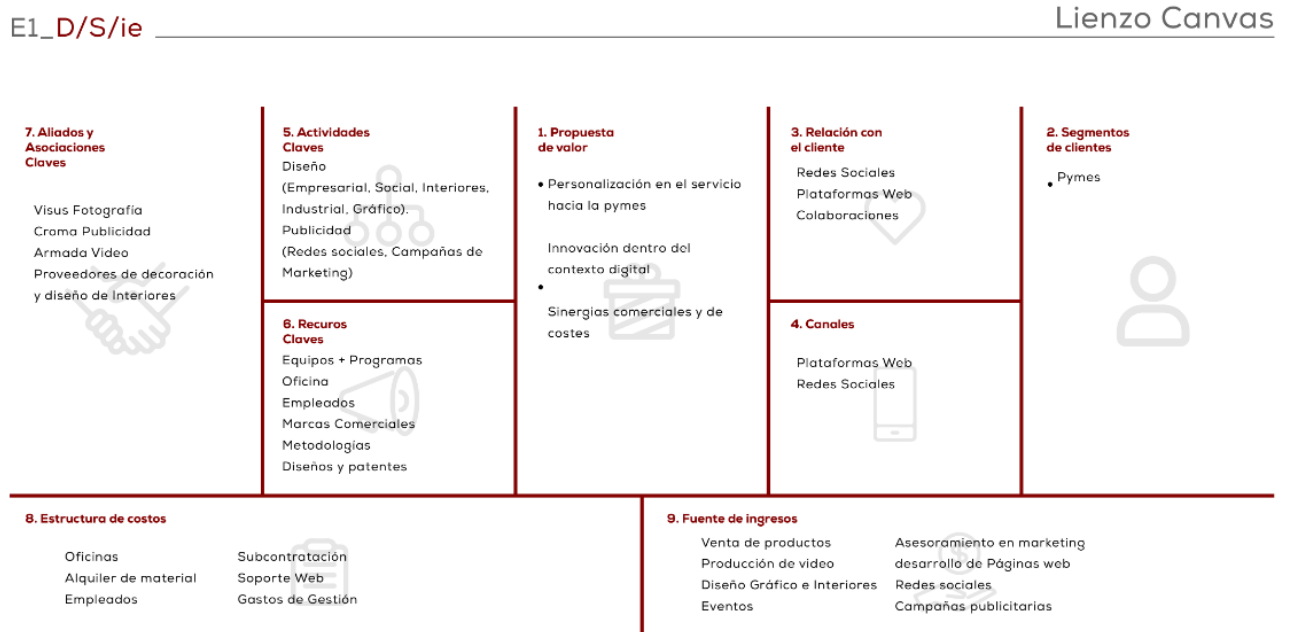 E1_D/S/ie
Lienzo Canvas
7. Aliados y
Asociaciones
Claves
Visus Fotografía
Croma Publicidad
Armada Video
Proveedores de decoración
y diseño de Interiores
5. Actividades
Claves
Diseño
(Empresarial, Social, Interiores,
Industrial, Gráfico).
Publicidad
(Redes sociales, Campañas de
Marketing)
6. Recuros
Claves
Equipos + Programas
Oficina
Empleados
Marcas Comerciales
Metodologías
Diseños y patentes
1. Propuesta
de valor
• Personalización en el servicio
hacia la pymes
Innovación dentro del
contexto digital
•
Sinergias comerciales y de
costes
3. Relación con
el cliente
Redes Sociales
Plataformas Web
Colaboraciones
4. Canales
Plataformas Web
Redes Sociales
2. Segmentos
de clientes
• Pymes
8. Estructura de costos
Oficinas
Alquiler de material
Empleados
Subcontratación
Soporte Web
Gastos de Gestión
9. Fuente de ingresos
Venta de productos
Producción de video
Diseño Gráfico e Interiores
Eventos
Asesoramiento en marketing
desarrollo de Páginas web
Redes sociales
Campañas publicitarias